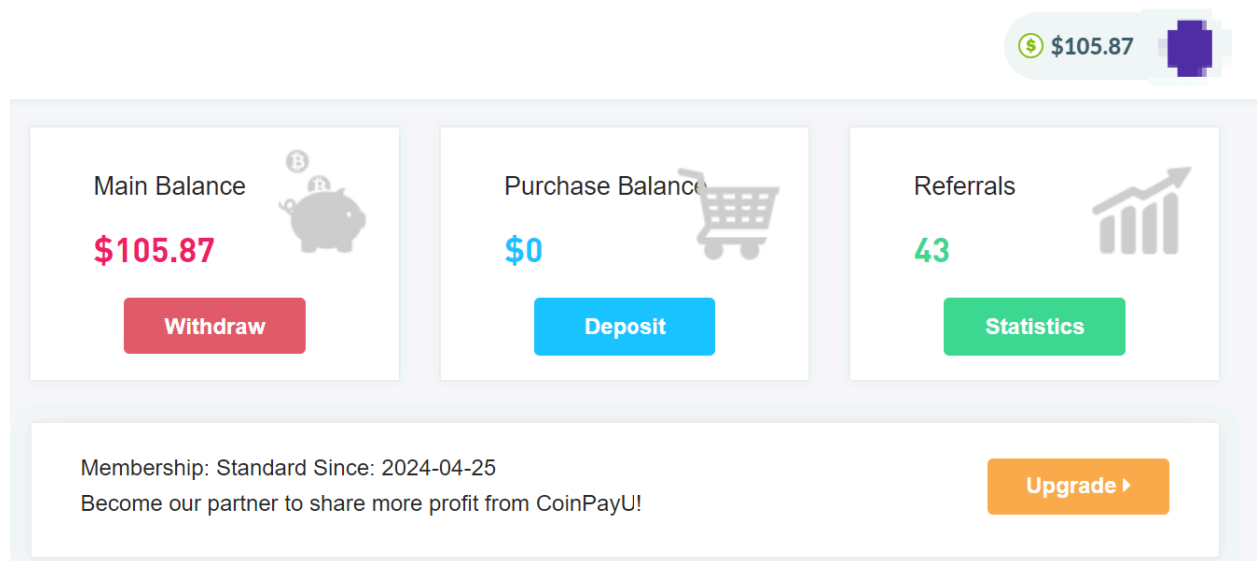 $105.87
Main Balance
$105.87
Withdraw
Purchase Balance
$0
Deposit
Referrals
43
Statistics
Membership: Standard Since: 2024-04-25
Become our partner to share more profit from CoinPayU!
Upgrade